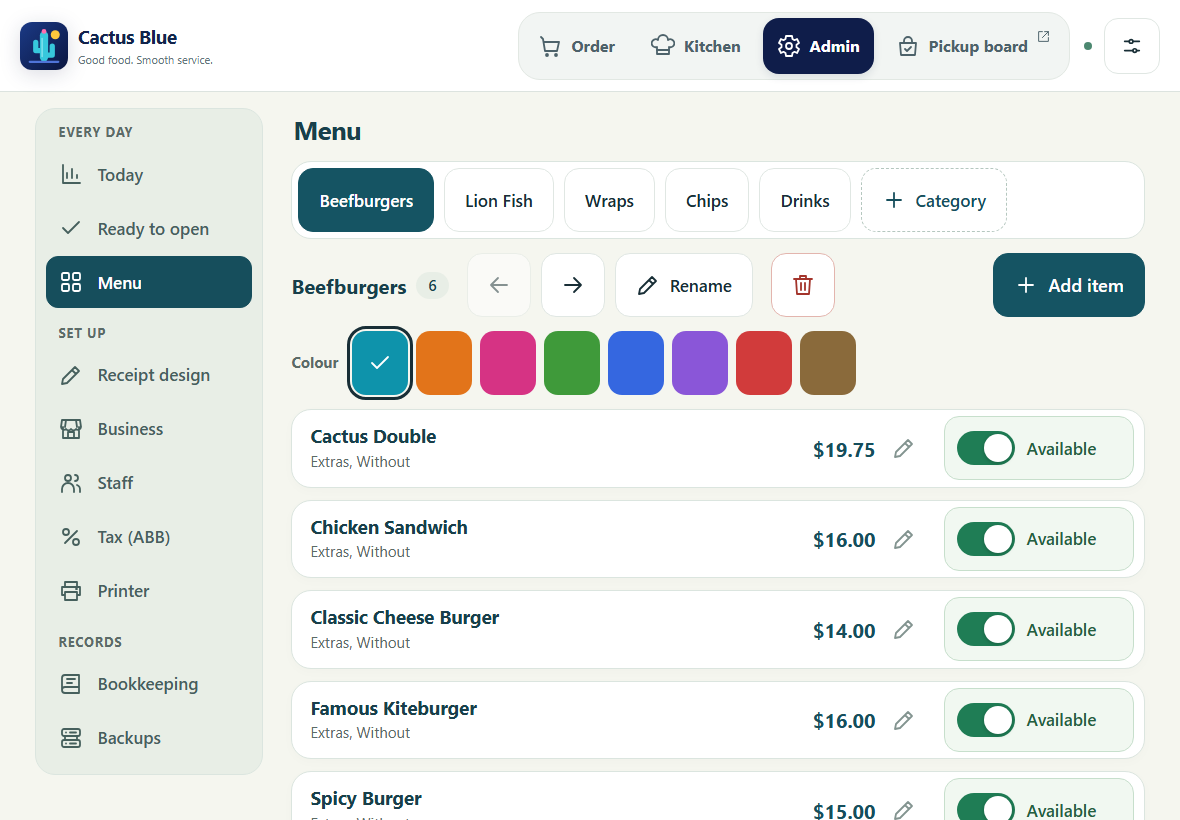 Cactus Blue
Good food. Smooth service.
Order
Kitchen
Admin
Pickup board
EVERY DAY
Today
Ready to open
Menu
SET UP
Receipt design
Business
Staff
Tax (ABB)
Printer
RECORDS
Bookkeeping
Backups
Menu
Beefburgers
Lion Fish
Wraps
Chips
Drinks
+ Category
Beefburgers 6
Rename
+ Add item
Colour
Cactus Double
Extras, Without
$19.75
Available
Chicken Sandwich
Extras, Without
$16.00
Available
Classic Cheese Burger
Extras, Without
$14.00
Available
Famous Kiteburger
Extras, Without
$16.00
Available
Spicy Burger
$15.00
Available